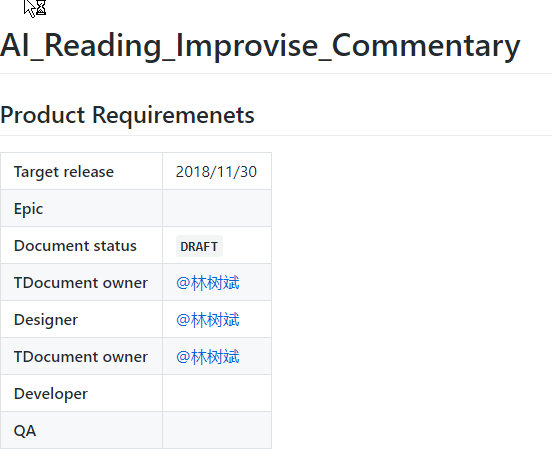 AI_Reading_Improvise_Commentary
Product Requiremenets
Target release 2018/11/30
Epic
Document status DRAFT
TDocument owner @林树斌
Designer @林树斌
TDocument owner @林树斌
Developer
QA